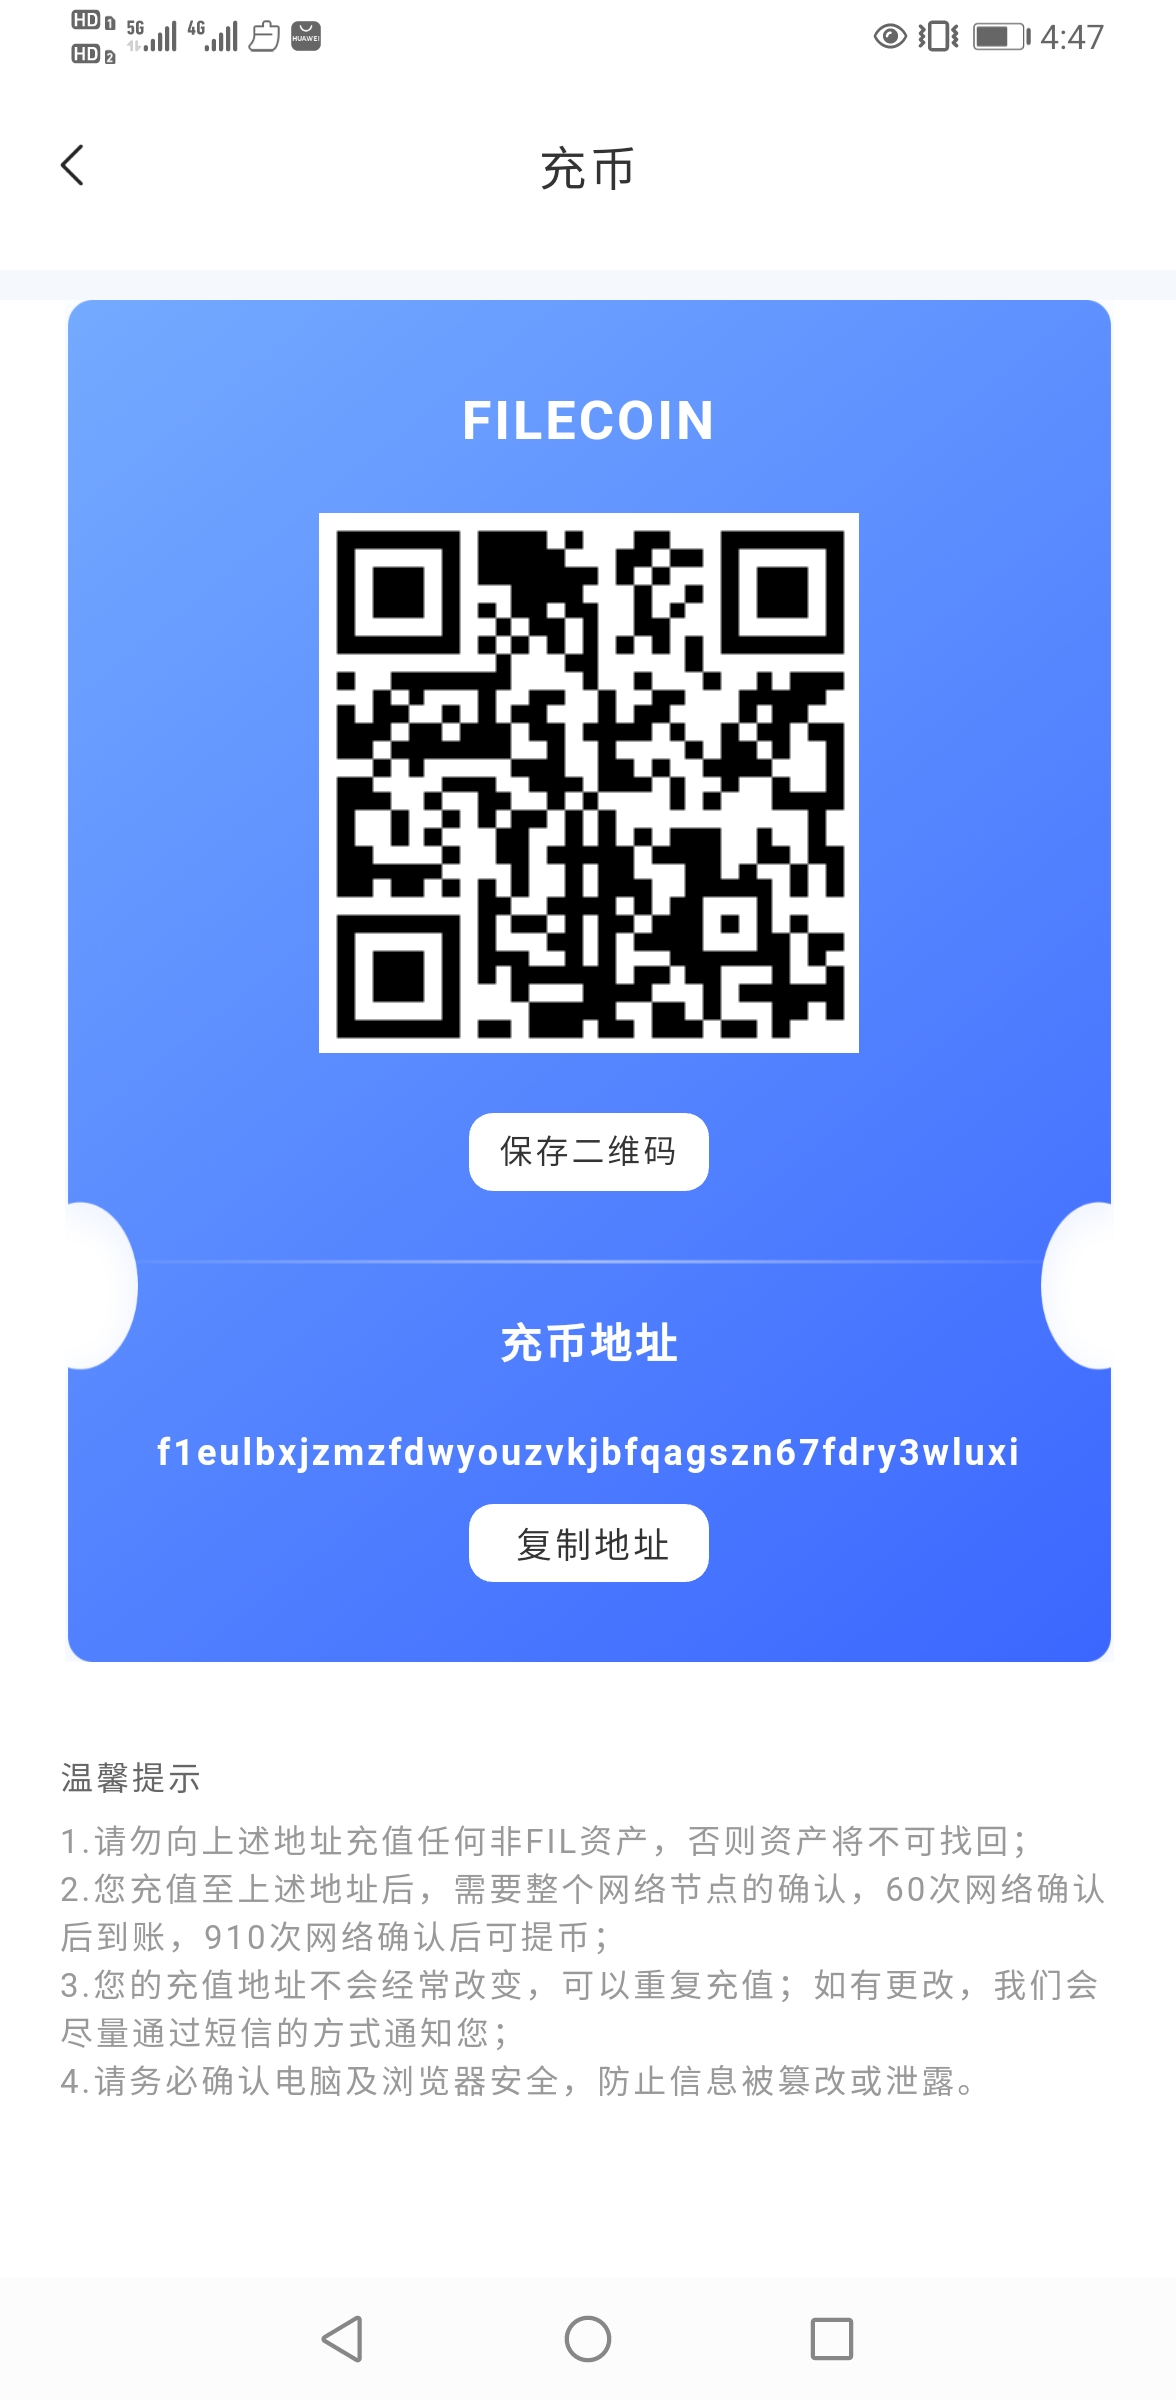 HD 1 5G 4G HUAWEI 4:47
HD 2
充币
FILECOIN
保存二维码
充币地址
f1eulbxjzmzfdwyouzvkjbfqagszn67fdry3wluxi
复制地址
温馨提示
1.请勿向上述地址充值任何非FIL资产，否则资产将不可找回；
2.您充值至上述地址后，需要整个网络节点的确认，60次网络确认
后到账，910次网络确认后可提币；
3.您的充值地址不会经常改变，可以重复充值；如有更改，我们会
尽量通过短信的方式通知您；
4.请务必确认电脑及浏览器安全，防止信息被篡改或泄露。